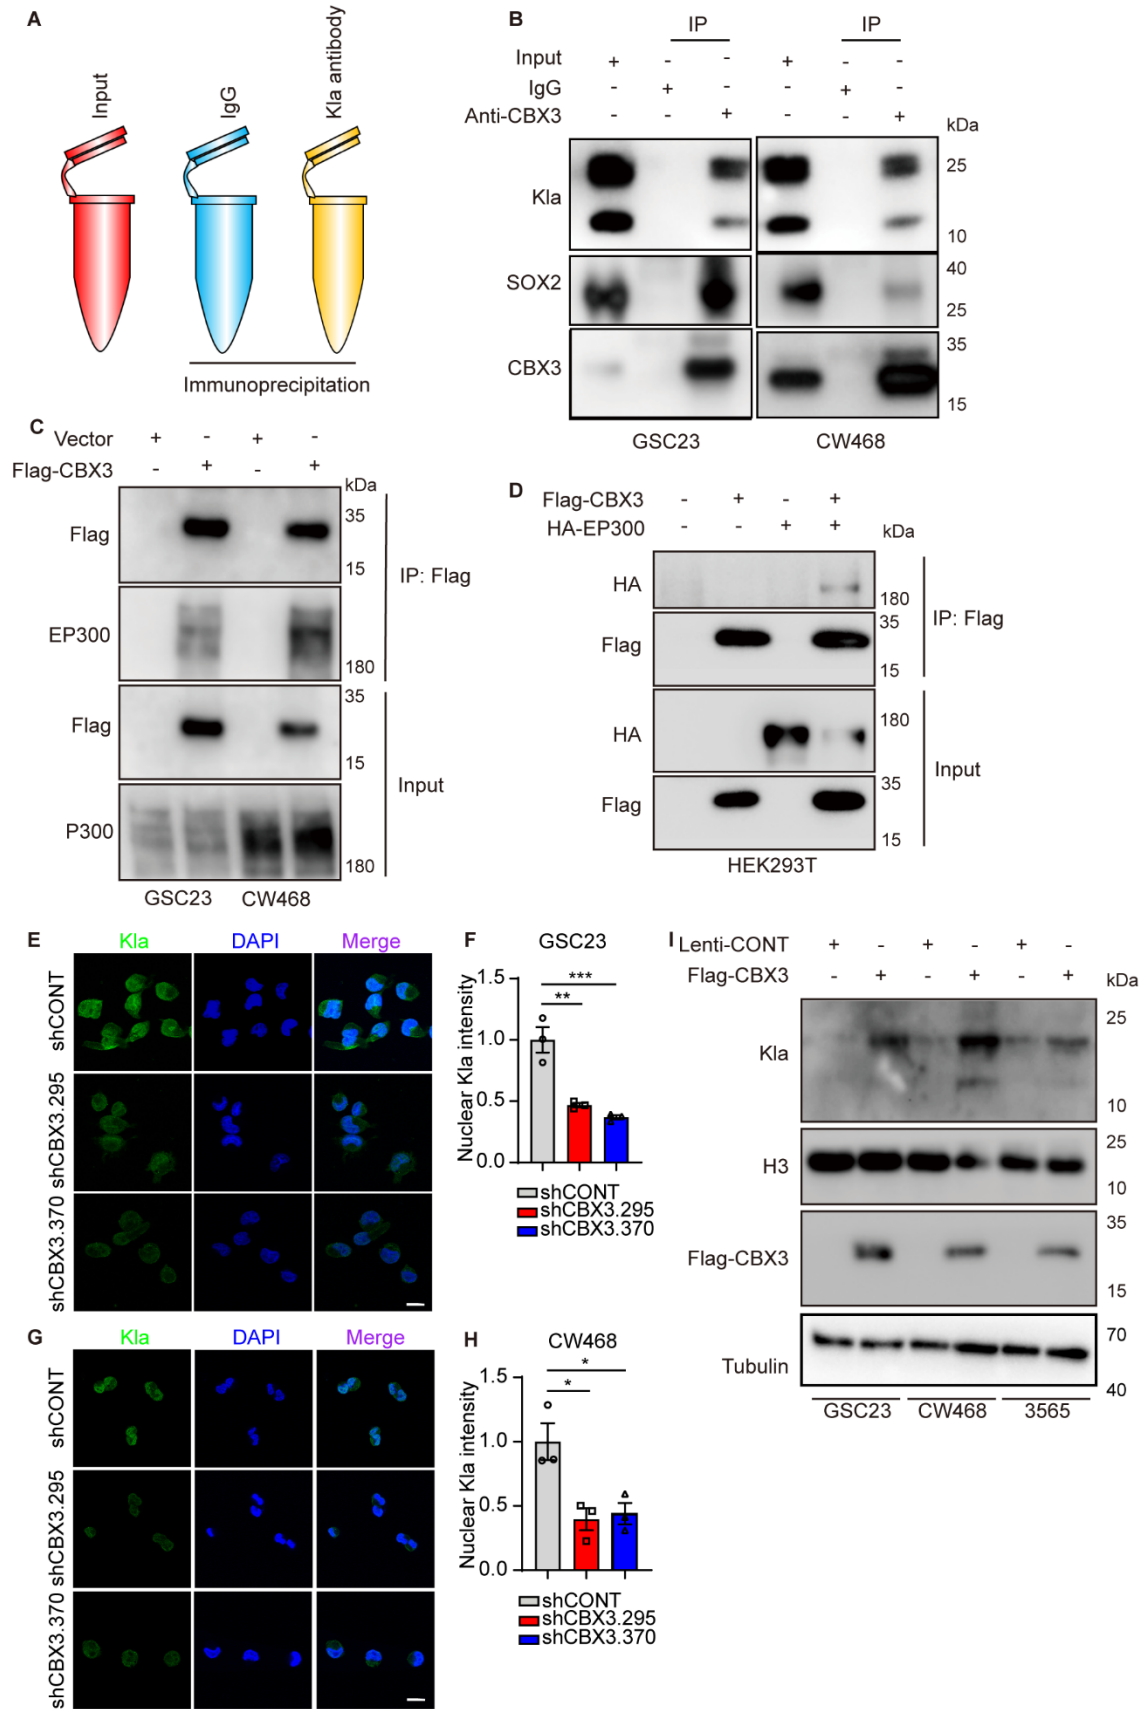 A
Input
IgG
Kla antibody
Immunoprecipitation
B
IP IP
Input + - - + - -
IgG - + - - + -
Anti-CBX3 - - + - - +
kDa
Kla 25
10
SOX2 40
25
CBX3 35
15
GSC23 CW468
C
Vector + - + -
Flag-CBX3 - + - +
kDa
Flag 35
15
IP: Flag
EP300
180
Flag 35
15
Input
P300
180
GSC23 CW468
D
Flag-CBX3 - + - +
HA-EP300 - - + + kDa
HA 180
IP: Flag
Flag 35
15
HA 180
Input
Flag 35
15
HEK293T
E
Kla DAPI Merge
shCONT
shCBX3.295
shCBX3.370
F
GSC23
Nuclear Kla intensity
1.5
1.0
0.5
0.0
***
**
shCONT
shCBX3.295
shCBX3.370
G
Kla DAPI Merge
shCONT
shCBX3.295
shCBX3.370
H
CW468
Nuclear Kla intensity
1.5
1.0
0.5
0.0
*
*
shCONT
shCBX3.295
shCBX3.370
I
Lenti-CONT + - + - + -
Flag-CBX3 - + - + - + kDa
Kla 25
10
H3 25
10
Flag-CBX3 35
15
Tubulin 70
40
GSC23 CW468 3565